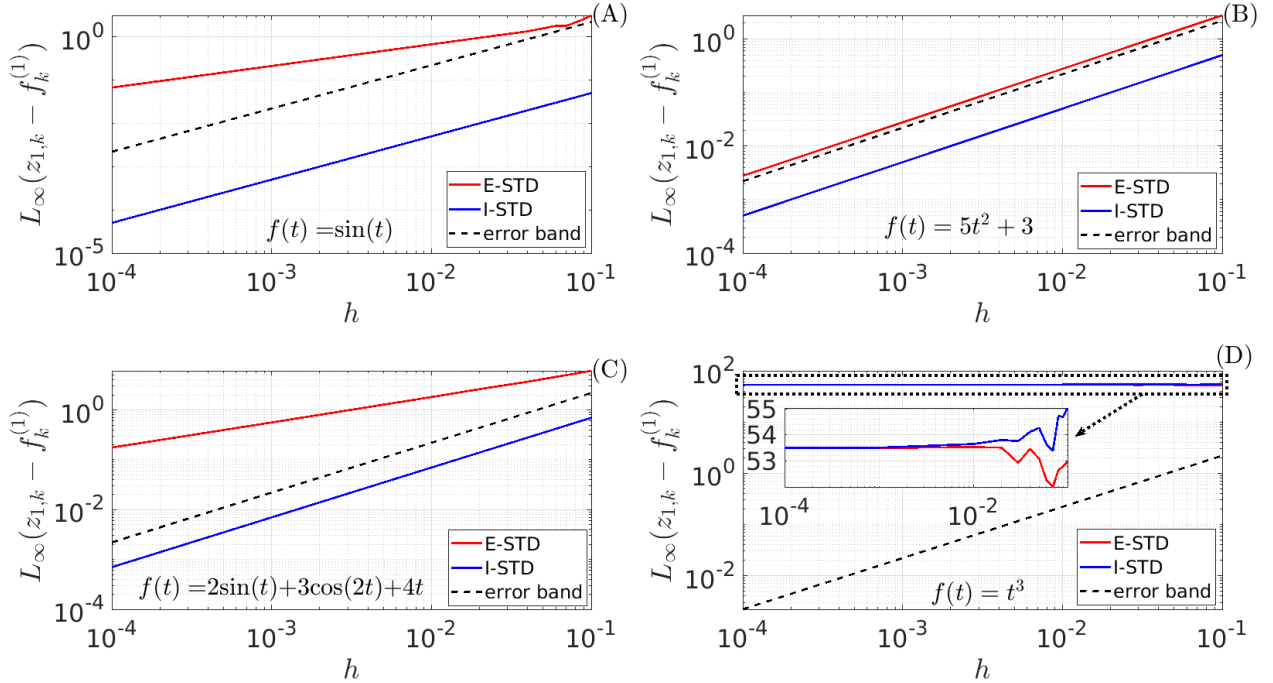 (A)
10^0
10^{-5}
L_∞(z_{1,k} − f_k^{(1)})
E-STD
I-STD
error band
f(t) =sin(t)
10^{-4} 10^{-3} 10^{-2} 10^{-1}
h
(B)
10^0
10^{-2}
10^{-4}
L_∞(z_{1,k} − f_k^{(1)})
E-STD
I-STD
error band
f(t) = 5t^2 + 3
10^{-4} 10^{-3} 10^{-2} 10^{-1}
h
(C)
10^0
10^{-2}
10^{-4}
L_∞(z_{1,k} − f_k^{(1)})
E-STD
I-STD
error band
f(t) =2sin(t)+3cos(2t)+4t
10^{-4} 10^{-3} 10^{-2} 10^{-1}
h
(D)
10^2
10^0
10^{-2}
L_∞(z_{1,k} − f_k^{(1)})
55
54
53
10^{-4} 10^{-2}
E-STD
I-STD
error band
f(t) = t^3
10^{-4} 10^{-3} 10^{-2} 10^{-1}
h